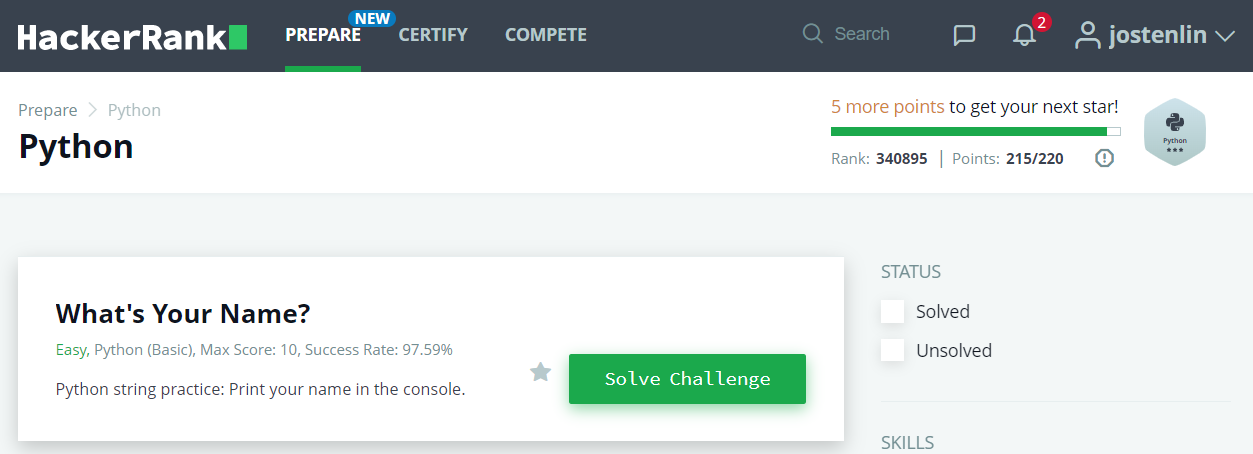 HackerRank PREPARE NEW CERTIFY COMPETE Search 2 jostenlin
Prepare Python
Python
5 more points to get your next star!
Rank: 340895 | Points: 215/220
Python
What's Your Name?
Easy, Python (Basic), Max Score: 10, Success Rate: 97.59%
Python string practice: Print your name in the console.
Solve Challenge
STATUS
Solved
Unsolved
SKILLS